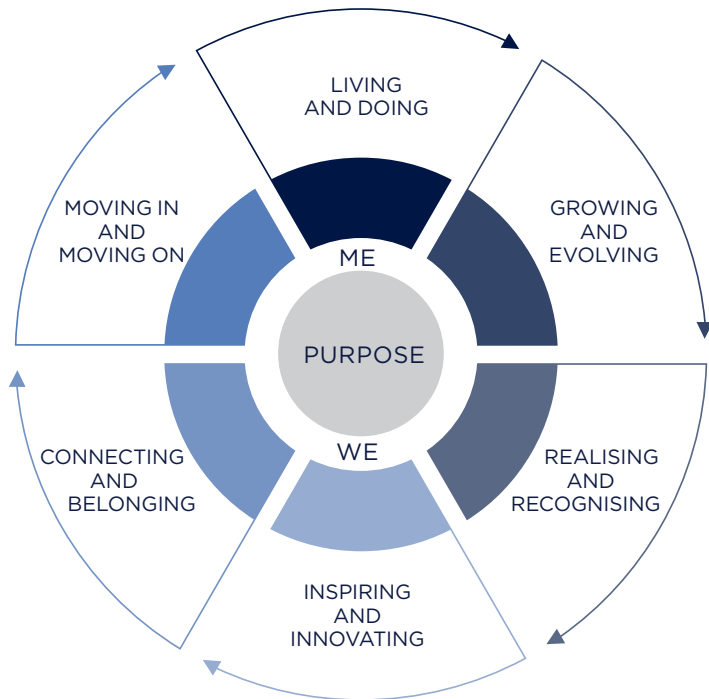 LIVING
AND DOING
MOVING IN
AND
MOVING ON
GROWING
AND
EVOLVING
ME
PURPOSE
WE
CONNECTING
AND
BELONGING
REALISING
AND
RECOGNISING
INSPIRING
AND
INNOVATING